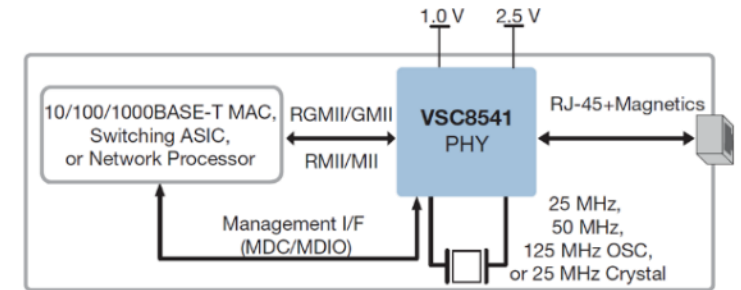 1.0 V 2.5 V
10/100/1000BASE-T MAC,
Switching ASIC,
or Network Processor
RGMII/GMII
RMII/MII
VSC8541
PHY
RJ-45+Magnetics
Management I/F
(MDC/MDIO)
25 MHz,
50 MHz,
125 MHz OSC,
or 25 MHz Crystal